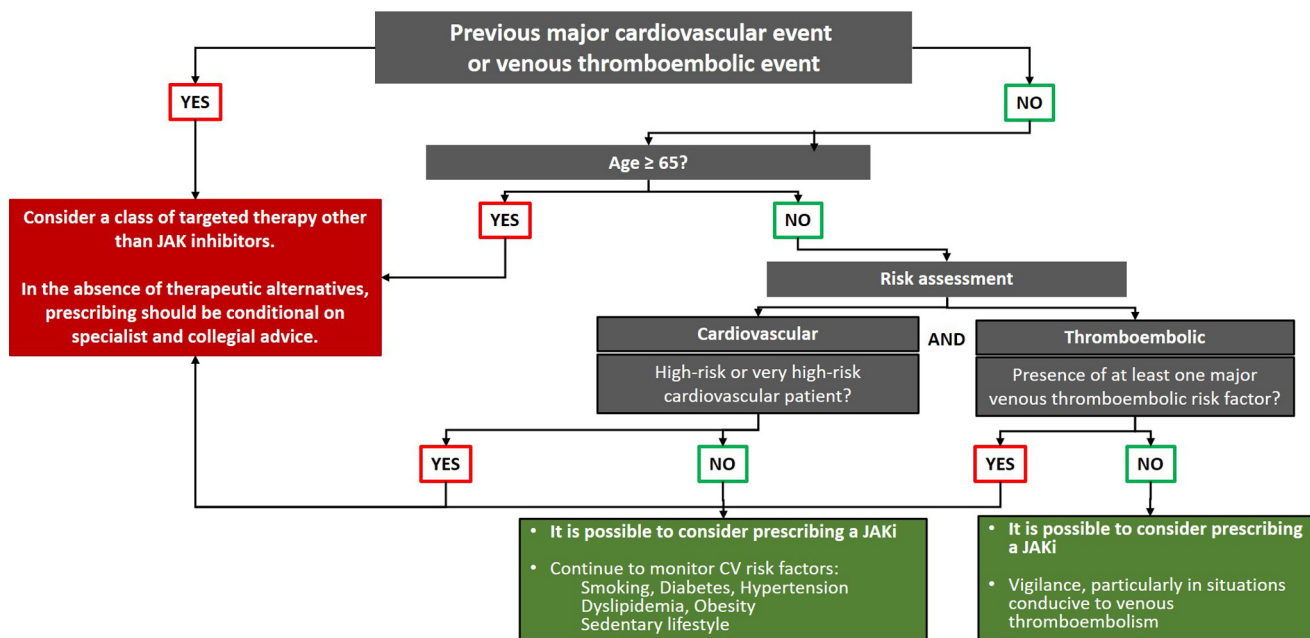 Previous major cardiovascular event
or venous thromboembolic event
YES
NO
Age ≥ 65?
YES
NO
Consider a class of targeted therapy other
than JAK inhibitors.
In the absence of therapeutic alternatives,
prescribing should be conditional on
specialist and collegial advice.
Risk assessment
Cardiovascular
AND
Thromboembolic
High-risk or very high-risk
cardiovascular patient?
Presence of at least one major
venous thromboembolic risk factor?
YES
NO
YES
NO
• It is possible to consider prescribing a JAKi
• Continue to monitor CV risk factors:
Smoking, Diabetes, Hypertension
Dyslipidemia, Obesity
Sedentary lifestyle
• It is possible to consider prescribing
a JAKi
• Vigilance, particularly in situations
conducive to venous
thromboembolism